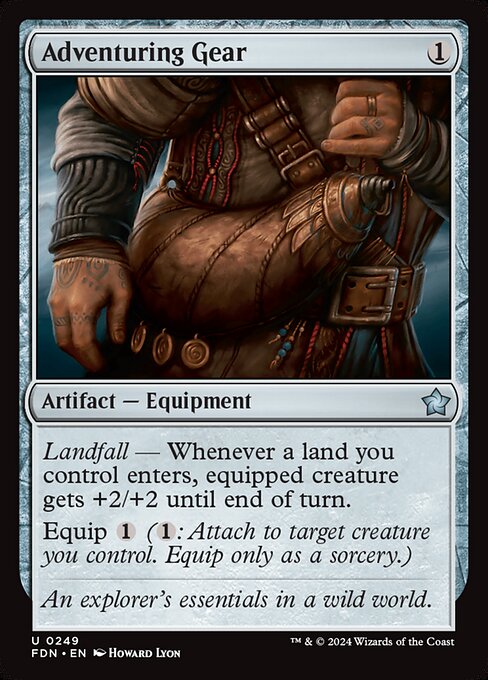 Adventuring Gear 1
Artifact — Equipment
Landfall — Whenever a land you
control enters, equipped creature
gets +2/+2 until end of turn.
Equip 1 (1: Attach to target creature
you control. Equip only as a sorcery.)
An explorer's essentials in a wild world.
U 0249
FDN • EN Howard Lyon
™ & © 2024 Wizards of the Coast